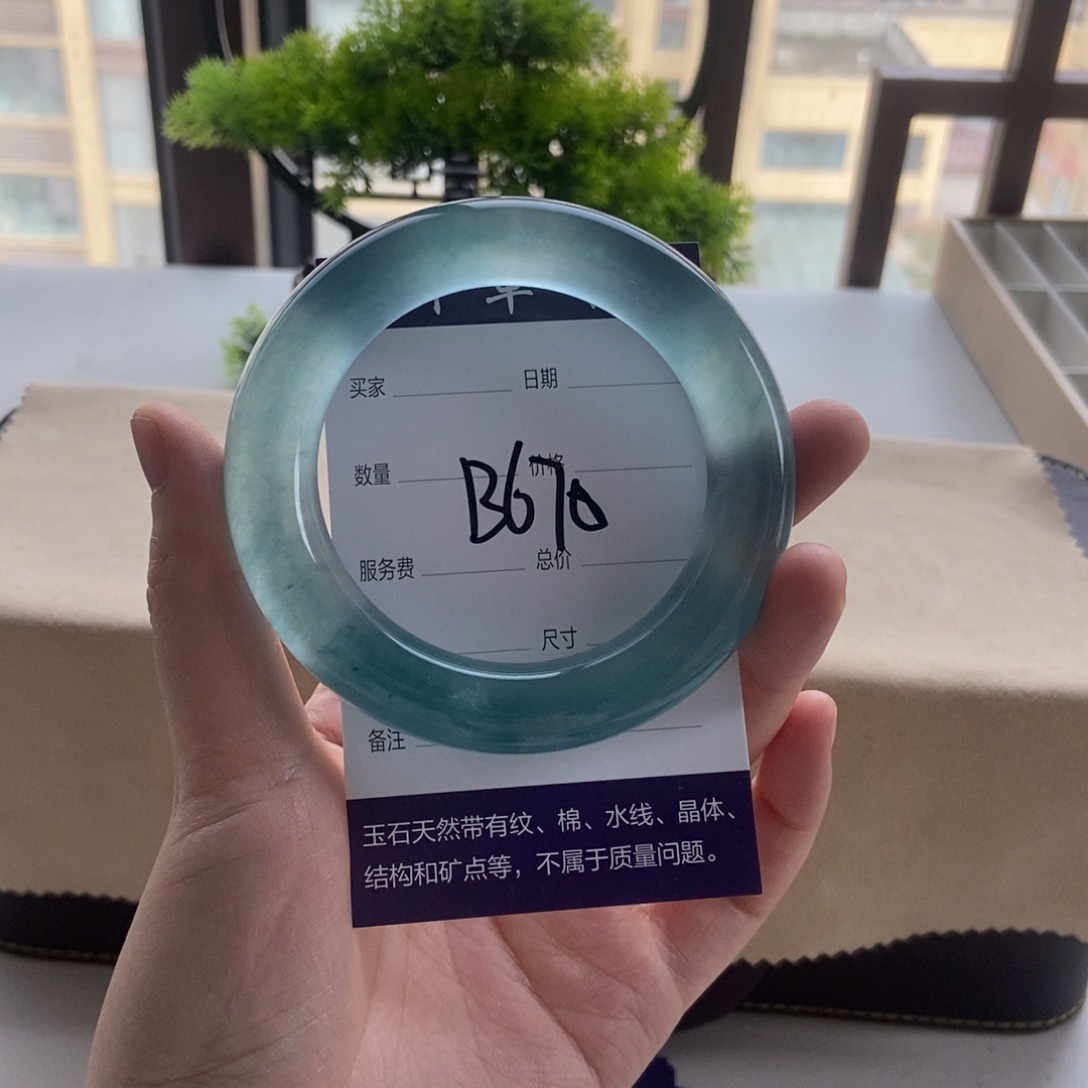 单
买家 日期
数量 价格
B670
服务费 总价
尺寸
备注
玉石天然带有纹、棉、水线、晶体、
结构和矿点等，不属于质量问题。